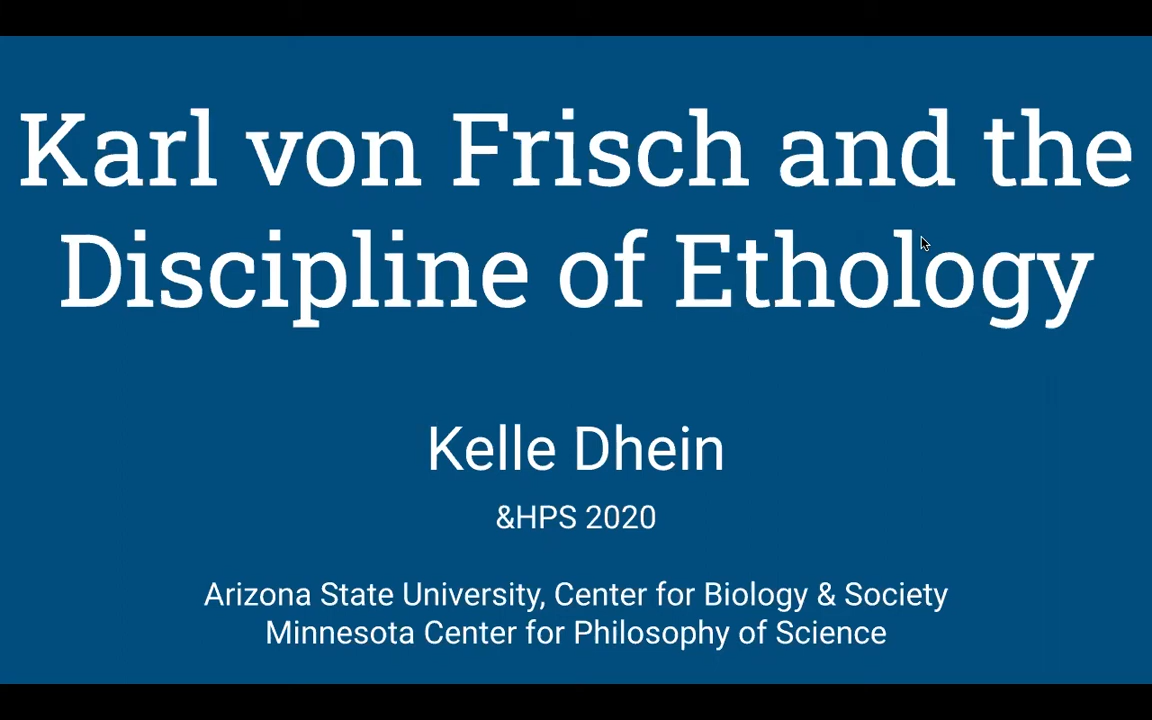 Karl von Frisch and the
Discipline of Ethology
Kelle Dhein
&HPS 2020
Arizona State University, Center for Biology & Society
Minnesota Center for Philosophy of Science